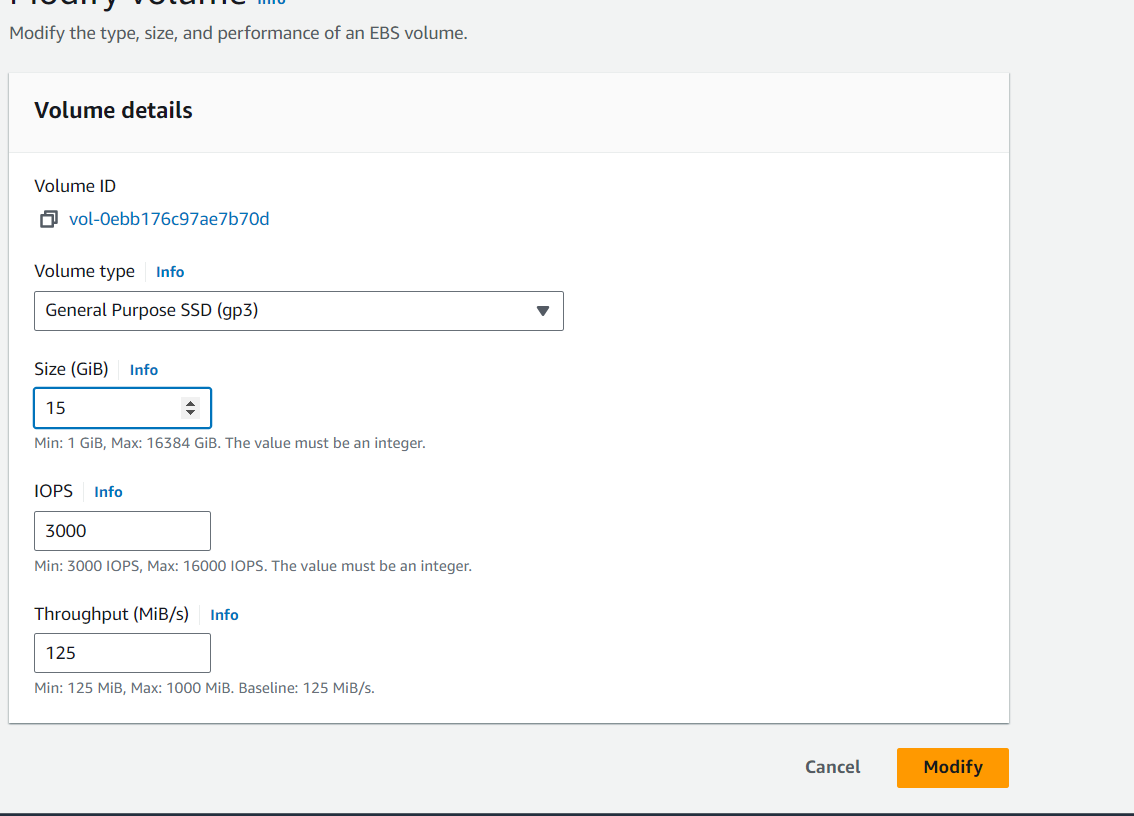 Modify volume Info
Modify the type, size, and performance of an EBS volume.
Volume details
Volume ID
vol-0ebb176c97ae7b70d
Volume type Info
General Purpose SSD (gp3)
Size (GiB) Info
15
Min: 1 GiB, Max: 16384 GiB. The value must be an integer.
IOPS Info
3000
Min: 3000 IOPS, Max: 16000 IOPS. The value must be an integer.
Throughput (MiB/s) Info
125
Min: 125 MiB, Max: 1000 MiB. Baseline: 125 MiB/s.
Cancel Modify